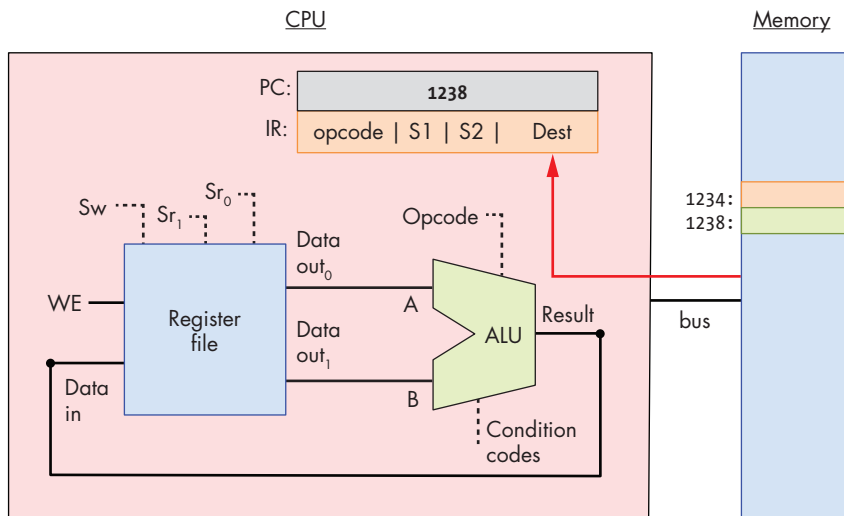 CPU
Memory
PC: 1238
IR: opcode | S1 | S2 | Dest
1234:
1238:
Sw
Sr1
Sr0
Opcode
Data
out0
WE
A
Register
file
Data
out1
ALU
Result
bus
Data
in
B
Condition
codes